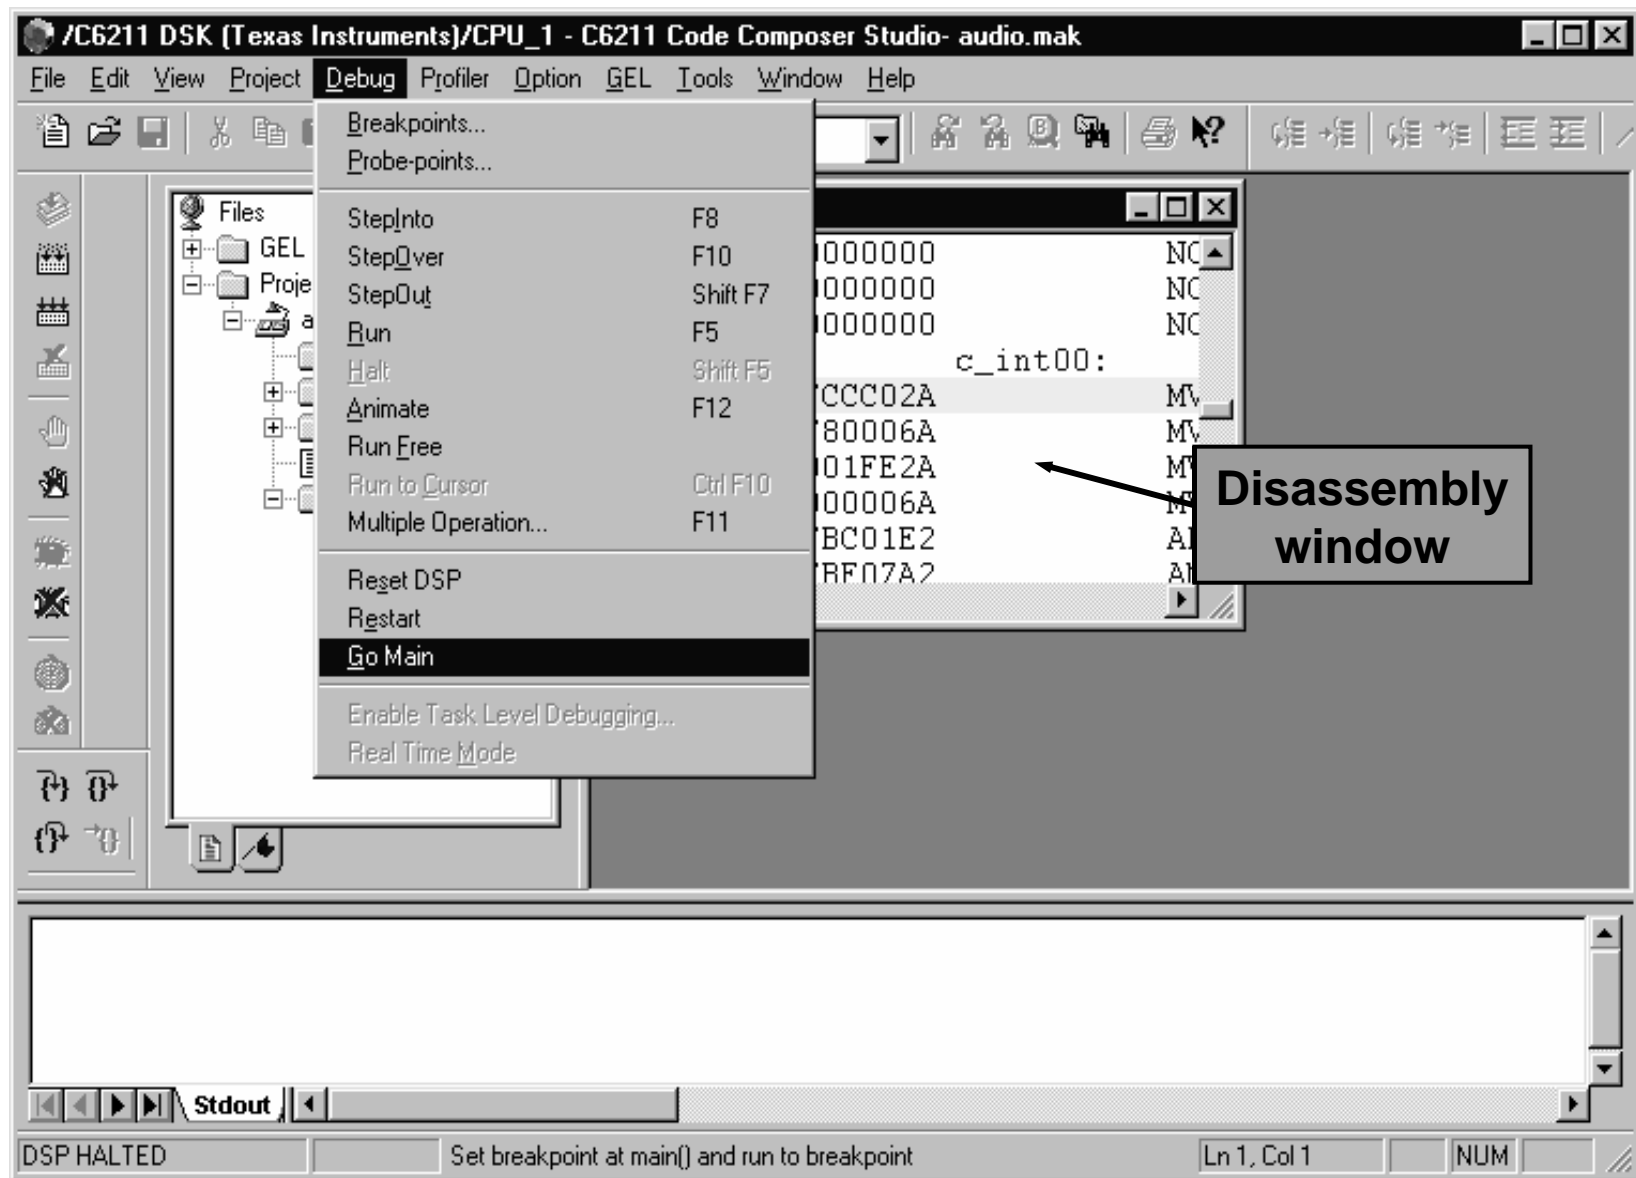 /C6211 DSK (Texas Instruments)/CPU_1 - C6211 Code Composer Studio- audio.mak
File Edit View Project Debug Profiler Option GEL Tools Window Help
Breakpoints...
Probe-points...
StepInto F8
StepOver F10
StepOut Shift F7
Run F5
Halt Shift F5
Animate F12
Run Free
Run to Cursor Ctrl F10
Multiple Operation... F11
Reset DSP
Restart
Go Main
Enable Task Level Debugging...
Real Time Mode
Files
GEL
c_int00:
Disassembly
window
Stdout
DSP HALTED Set breakpoint at main() and run to breakpoint Ln 1, Col 1 NUM